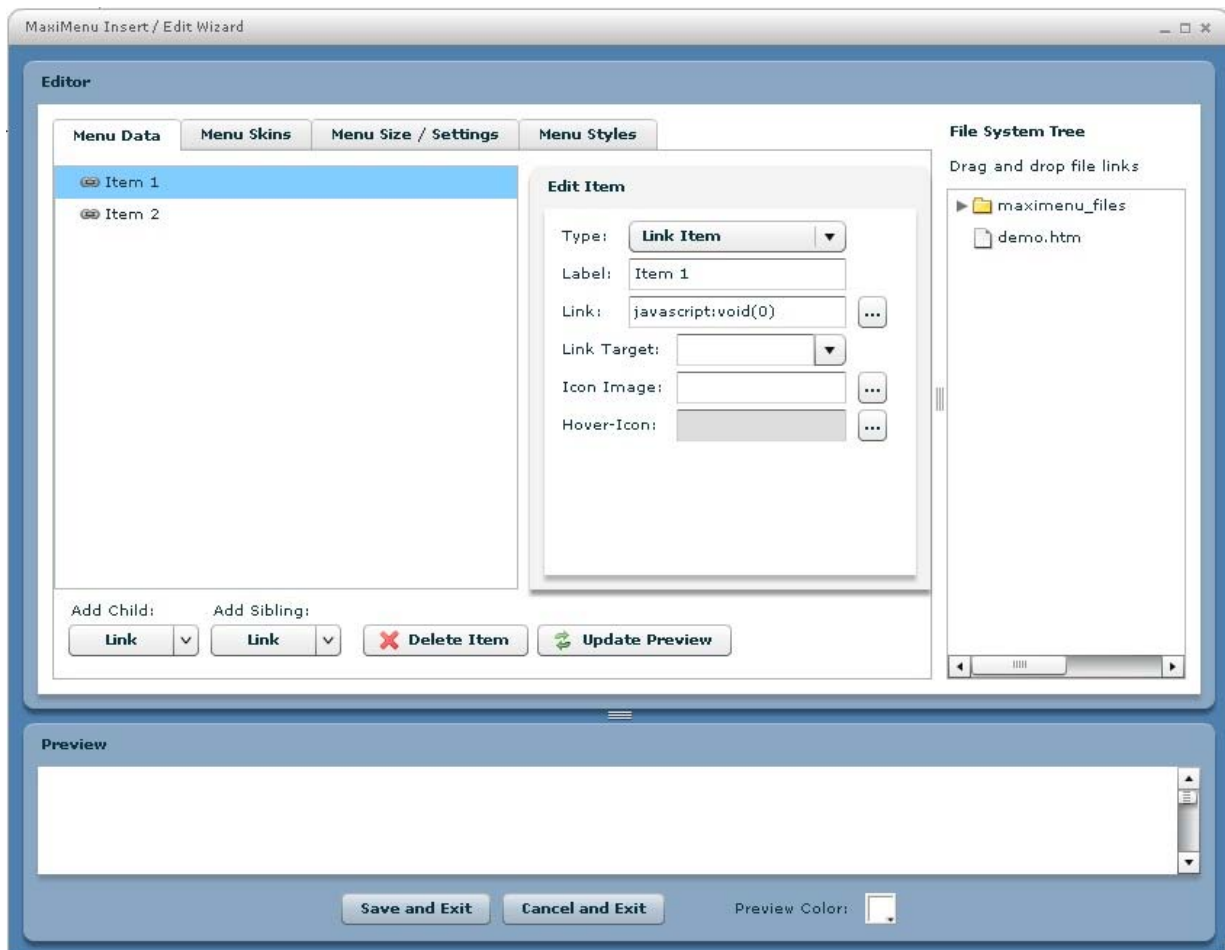 MaxiMenu Insert / Edit Wizard
Editor
Menu Data
Menu Skins
Menu Size / Settings
Menu Styles
File System Tree
Drag and drop file links
Item 1
Item 2
Edit Item
Type: Link Item
Label: Item 1
Link: javascript:void(0) ...
Link Target:
Icon Image: ...
Hover-Icon: ...
maximenu_files
demo.htm
Add Child: Add Sibling:
Link Link Delete Item Update Preview
Preview
Save and Exit Cancel and Exit Preview Color: